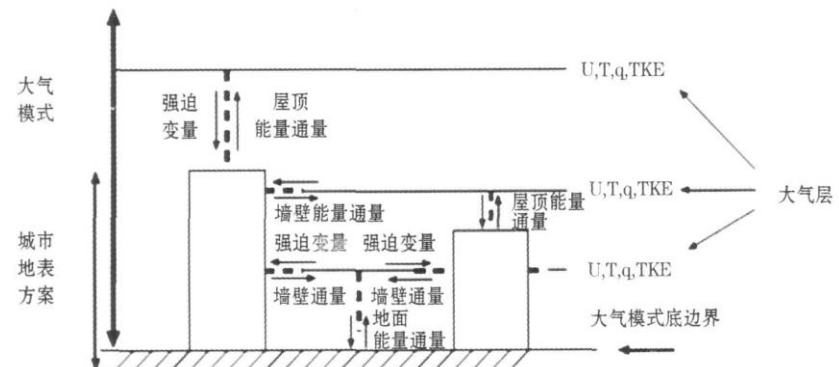 大气
模式
城市
地表
方案
强迫
变量
屋顶
能量通量
U,T,q,TKE
墙壁能量通量
U,T,q,TKE
屋顶能量
通量
大气层
强迫变量
强迫变量
U,T,q,TKE
墙壁通量
墙壁通量
地面
能量通量
大气模式底边界